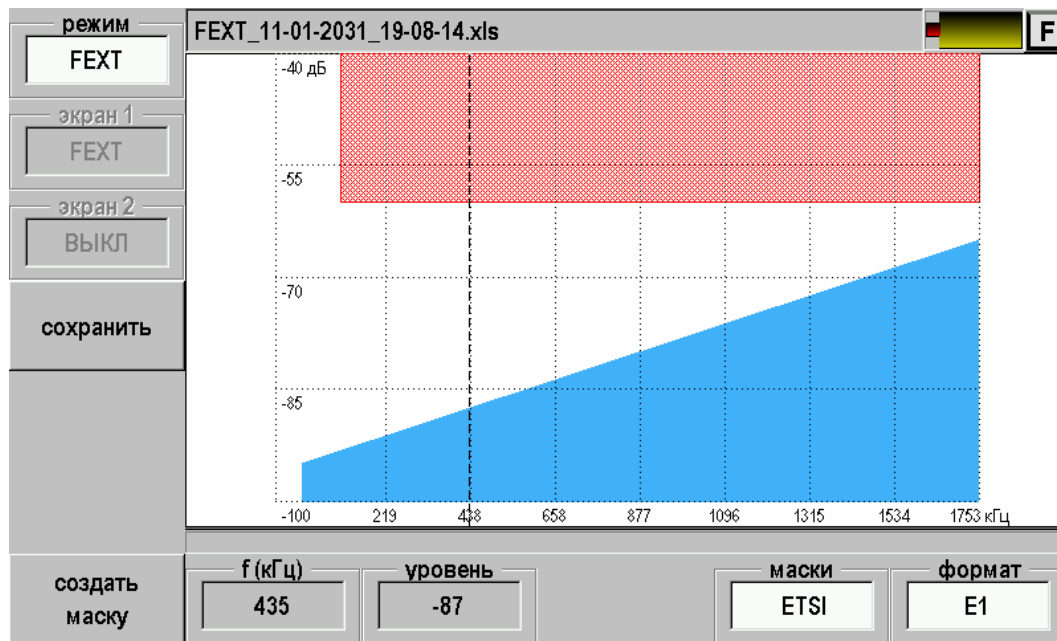 режим
FEXT
экран 1
FEXT
экран 2
ВЫКЛ
сохранить
создать
маску
FEXT_11-01-2031_19-08-14.xls
F
-40 дБ
-55
-70
-85
-100 219 438 658 877 1096 1315 1534 1753 кГц
f (кГц)
435
уровень
-87
маски
ETSI
формат
E1